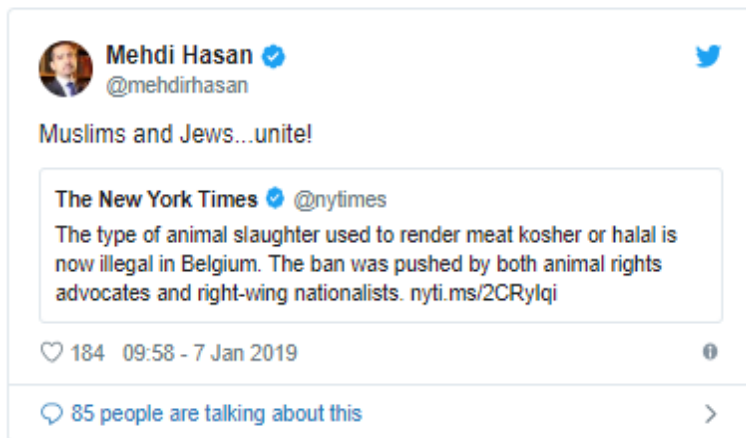 Mehdi Hasan
@mehdirhasan
Muslims and Jews...unite!
The New York Times @nytimes
The type of animal slaughter used to render meat kosher or halal is
now illegal in Belgium. The ban was pushed by both animal rights
advocates and right-wing nationalists. nyti.ms/2CRylqi
184 09:58 - 7 Jan 2019
85 people are talking about this